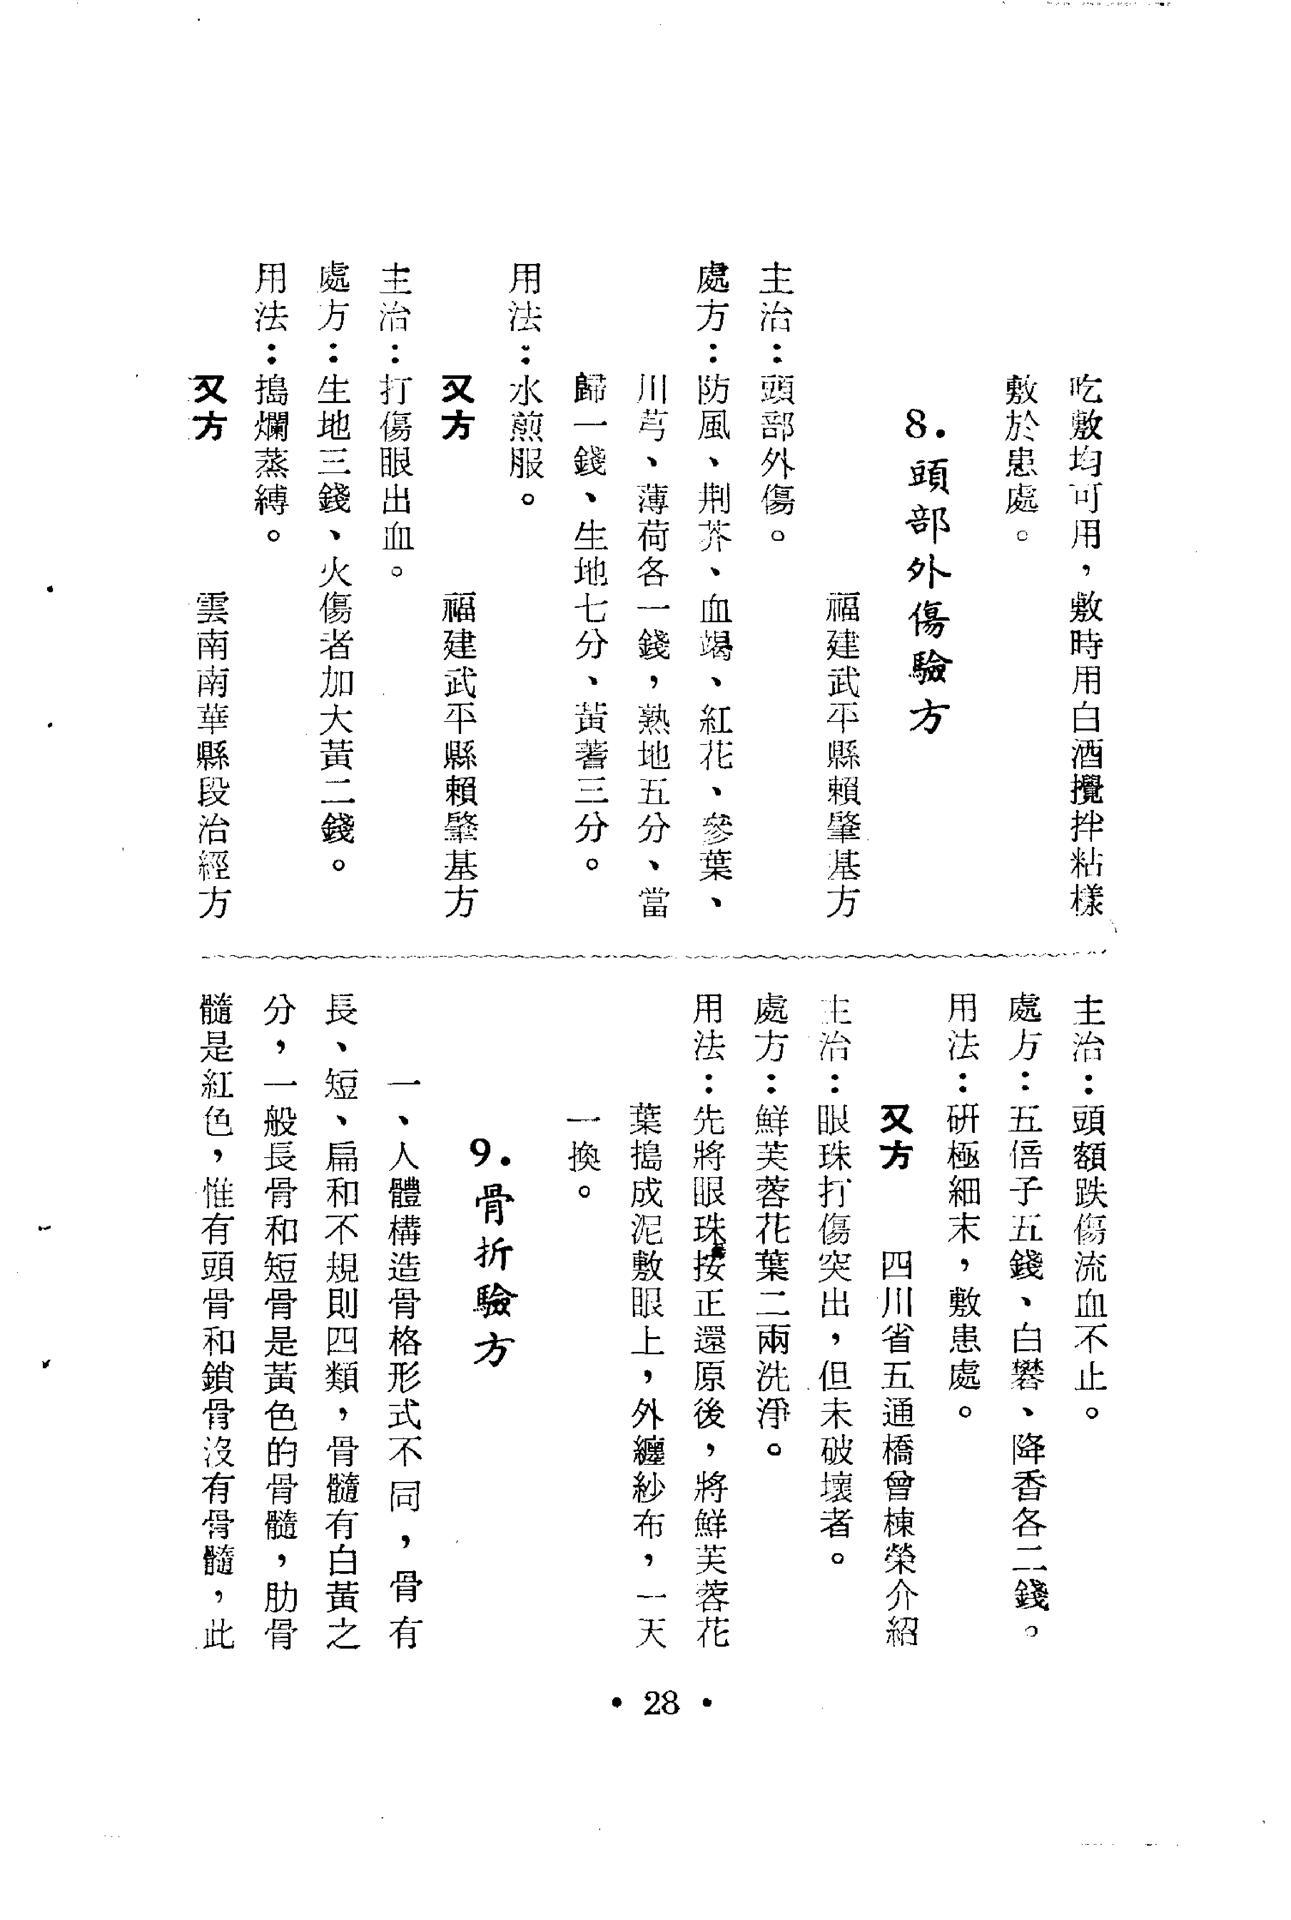 吃敷均可用，敷時用白酒攪拌粘樣
敷於患處。
8.頭部外傷驗方
福建武平縣賴肇基方
主治：頭部外傷。
處方：防風、荆芥、血竭、紅花、參葉、
川芎、薄荷各一錢，熟地五分、當
歸一錢、生地七分、黃蓍三分。
用法：水煎服。
又方　福建武平縣賴肇基方
主治：打傷眼出血。
處方：生地三錢、火傷者加大黃二錢。
用法：搗爛蒸縛。
又方　雲南南華縣段治經方
主治：頭額跌傷流血不止。
處方：五倍子五錢、白礬、降香各二錢。
用法：研極細末，敷患處。
又方　四川省五通橋曾棟榮介紹
主治：眼珠打傷突出，但未破壞者。
處方：鮮芙蓉花葉二兩洗淨。
用法：先將眼珠按正還原後，將鮮芙蓉花
葉搗成泥敷眼上，外纏紗布，一天
一換。
9.骨折驗方
一、人體構造骨格形式不同，骨有
長、短、扁和不規則四類，骨髓有白黃之
分，一般長骨和短骨是黃色的骨髓，肋骨
髓是紅色，惟有頭骨和鎖骨沒有骨髓，此
• 28 •